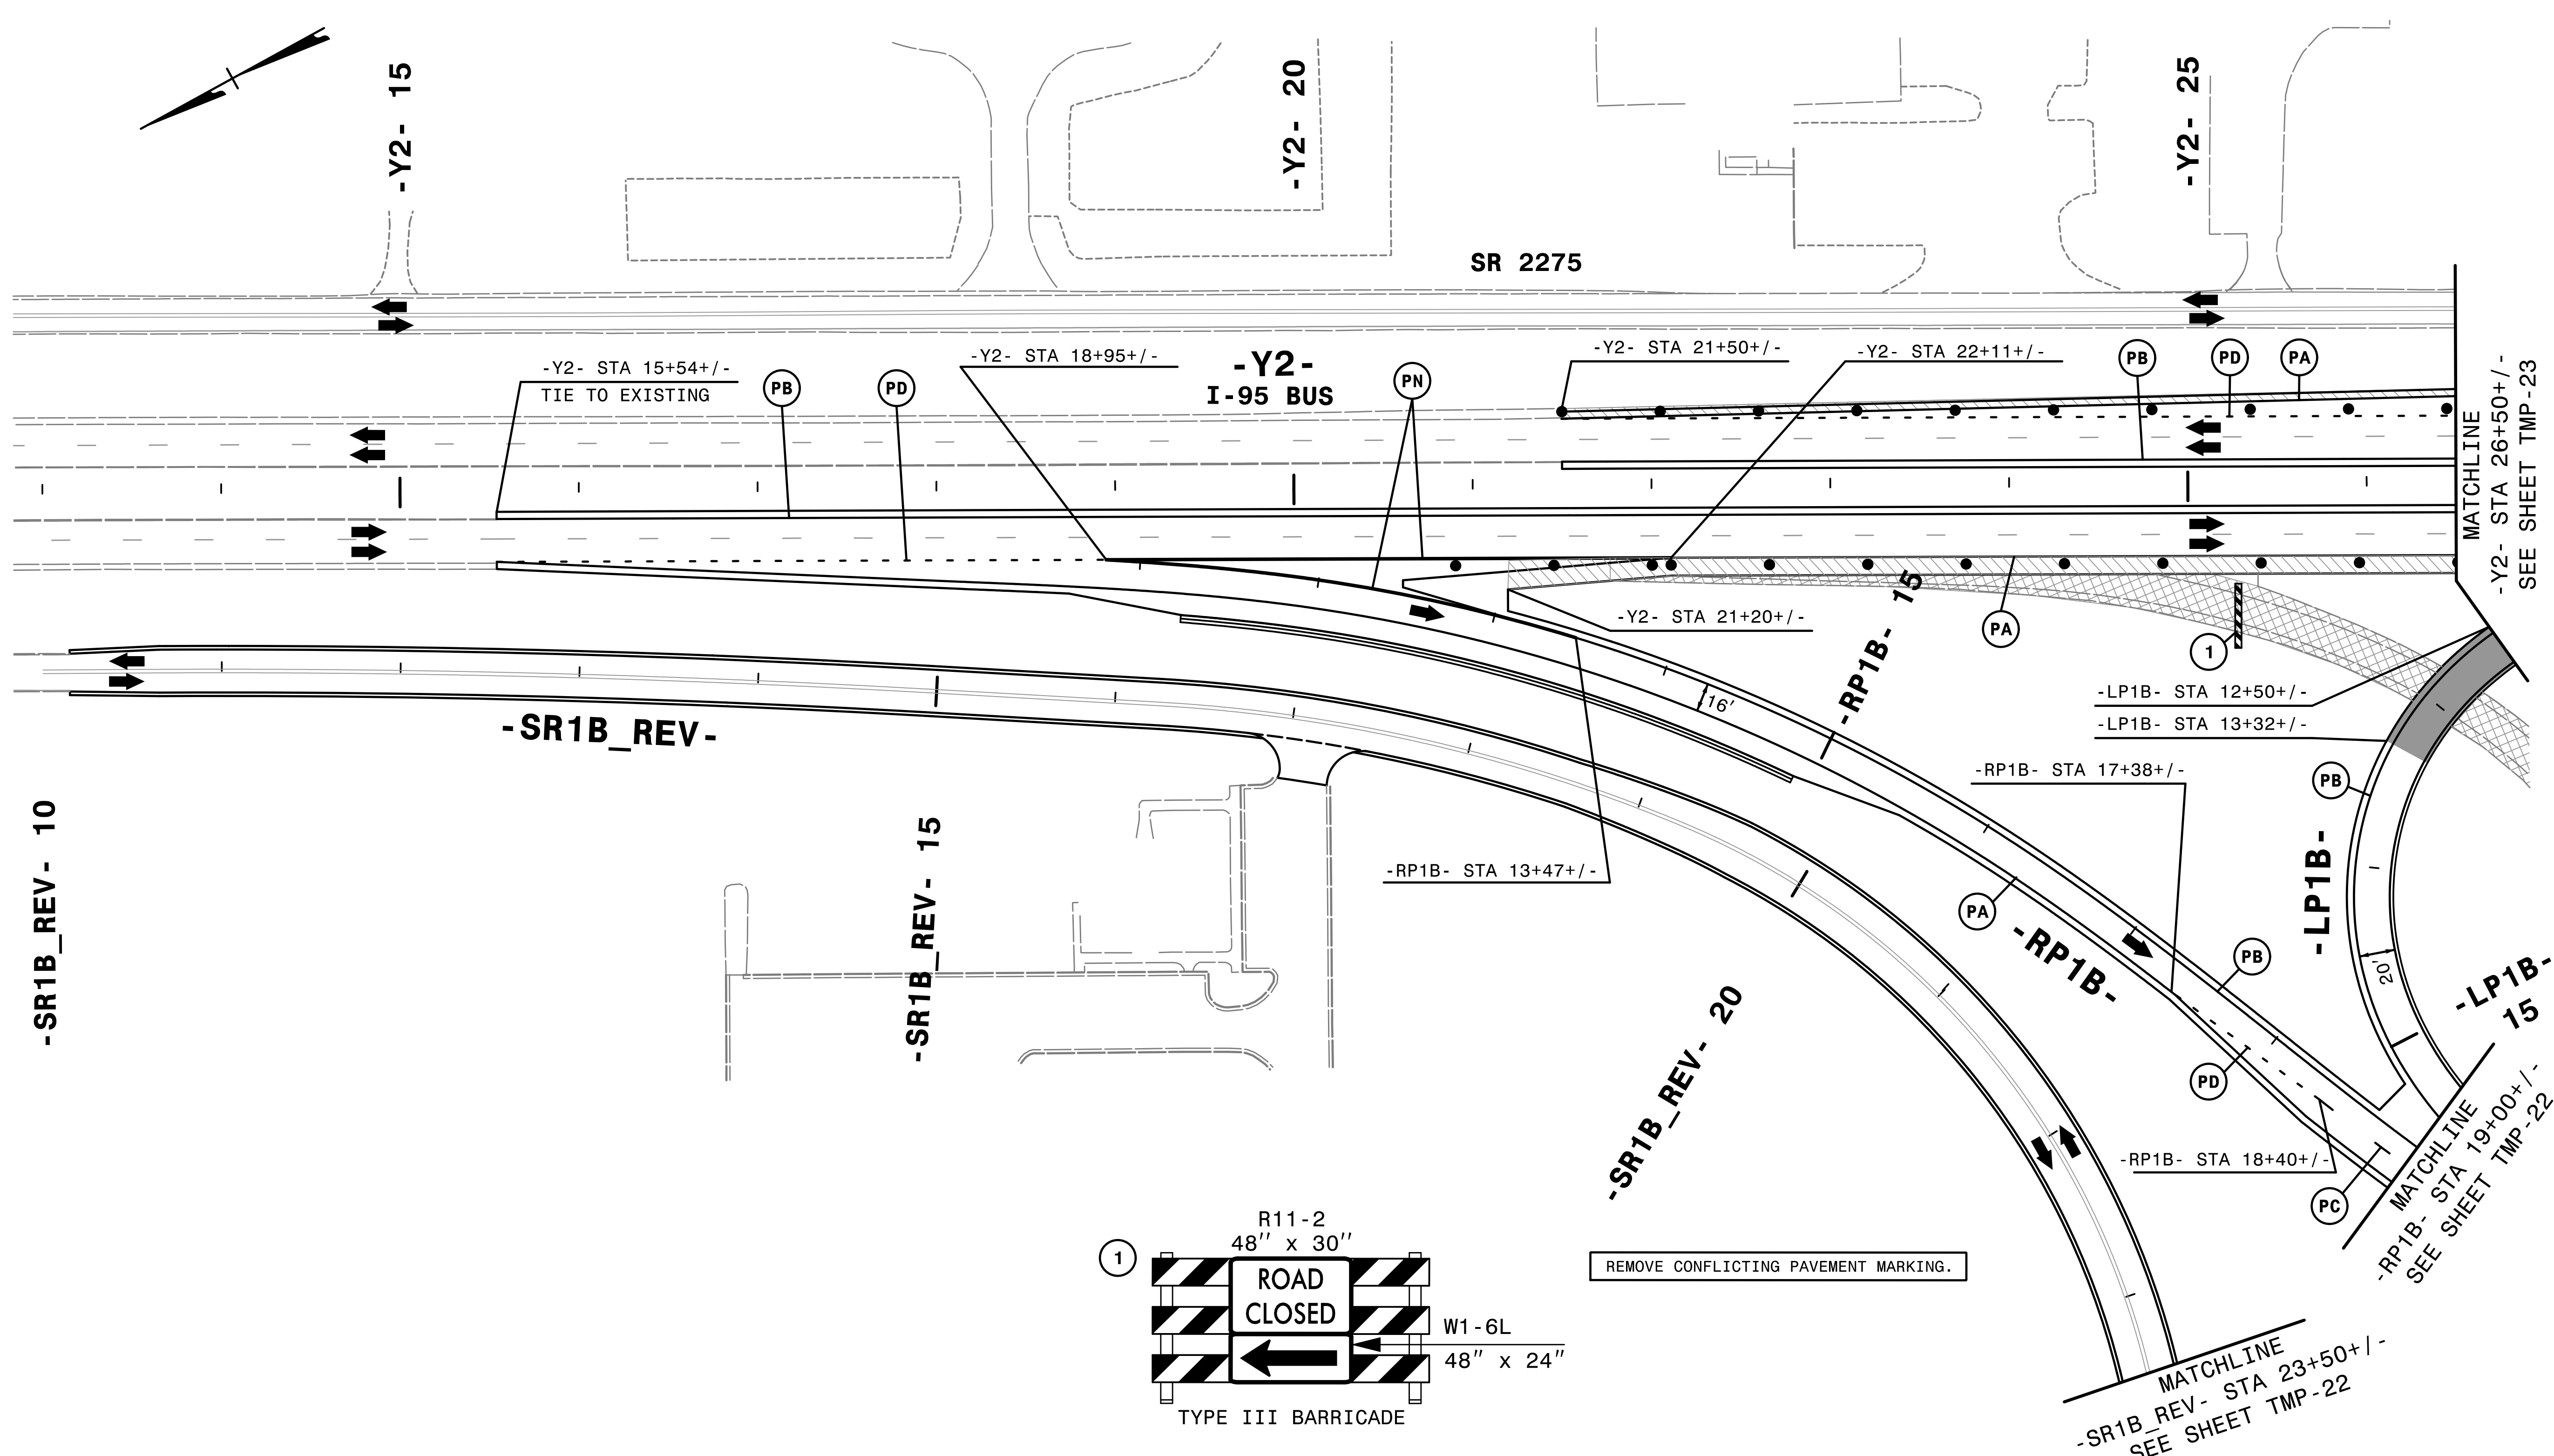 -Y2- 15
-Y2- 20
-Y2- 25
SR 2275
-Y2- STA 15+54+/-
TIE TO EXISTING
PB
PD
-Y2- STA 18+95+/-
-Y2-
I-95 BUS
PN
-Y2- STA 21+50+/-
-Y2- STA 22+11+/-
PB
PD
PA
MATCHLINE
-Y2- STA 26+50+/-
SEE SHEET TMP-23
-Y2- STA 21+20+/-
PA
1
-RP1B- 15
16'
-LP1B- STA 12+50+/-
-LP1B- STA 13+32+/-
-SR1B_REV-
-RP1B- STA 17+38+/-
PB
-LP1B-
-SR1B_REV- 10
-SR1B_REV- 15
-RP1B- STA 13+47+/-
PA
-RP1B-
PB
20'
-LP1B-
15
-SR1B_REV- 20
PD
-RP1B- STA 18+40+/-
PC
MATCHLINE
-RP1B- STA 19+00+/-
SEE SHEET TMP-22
1
R11-2
48" x 30"
ROAD
CLOSED
W1-6L
48" x 24"
TYPE III BARRICADE
REMOVE CONFLICTING PAVEMENT MARKING.
MATCHLINE
-SR1B_REV- STA 23+50+/-
SEE SHEET TMP-22